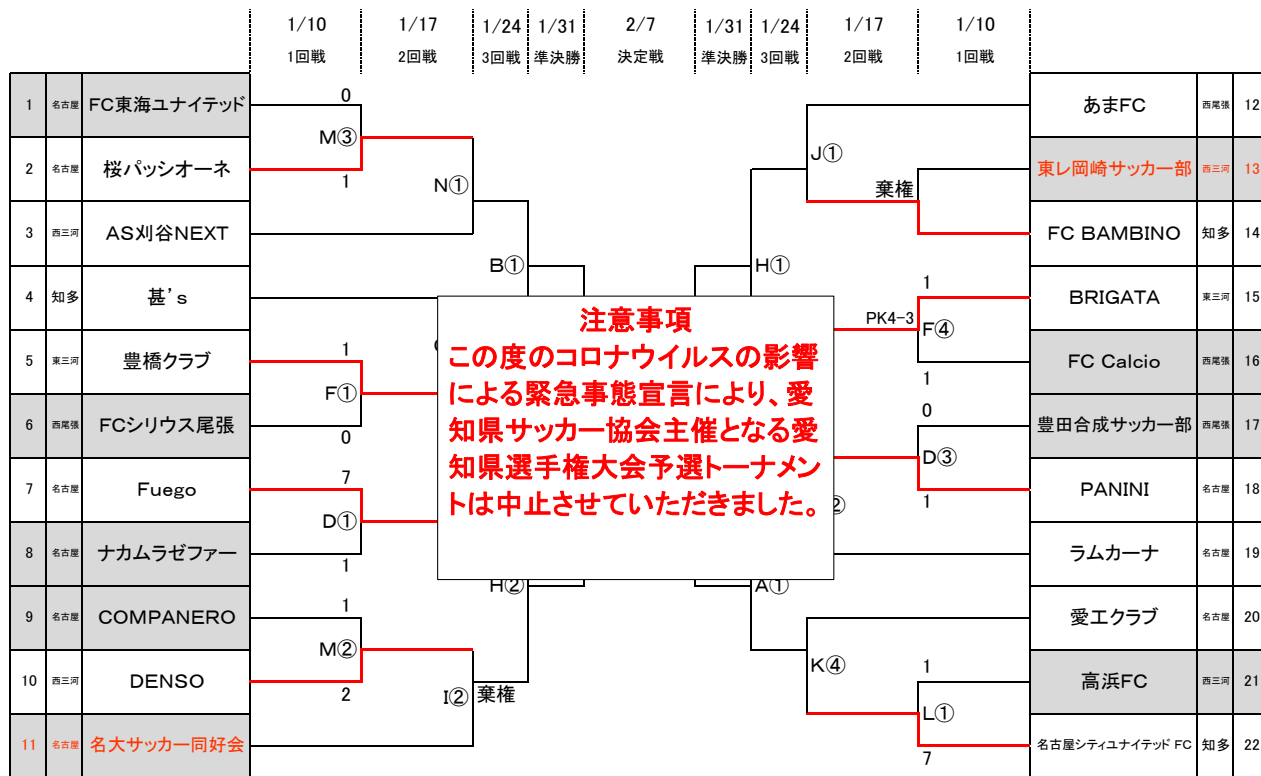 1/10 1/17 1/24 1/31 2/7 1/31 1/24 1/17 1/10
1回戦 2回戦 3回戦 準決勝 決定戦 準決勝 3回戦 2回戦 1回戦
1 名古屋 FC東海ユナイテッド
0
M③
2 名古屋 桜パッシオーネ
1
N①
3 西三河 AS刈谷NEXT
B①
4 知多 甚's
5 東三河 豊橋クラブ
1
F①
6 西尾張 FCシリウス尾張
0
7 名古屋 Fuego
7
D①
8 名古屋 ナカムラゼファー
1
H②
9 名古屋 COMPANERO
1
M②
10 西三河 DENSO
2
I② 棄権
11 名古屋 名大サッカー同好会
注意事項
この度のコロナウイルスの影響
による緊急事態宣言により、愛
知県サッカー協会主催となる愛
知県選手権大会予選トーナメン
トは中止させていただきました。
あまFC 西尾張 12
J①
東レ岡崎サッカー部 西三河 13
棄権
FC BAMBINO 知多 14
H①
1
BRIGATA 東三河 15
PK4-3
F④
FC Calcio 西尾張 16
1
0
豊田合成サッカー部 西尾張 17
D③
PANINI 名古屋 18
1
②
ラムカーナ 名古屋 19
A①
愛工クラブ 名古屋 20
K④
1
高浜FC 西三河 21
L①
名古屋シティユナイテッド FC 知多 22
7